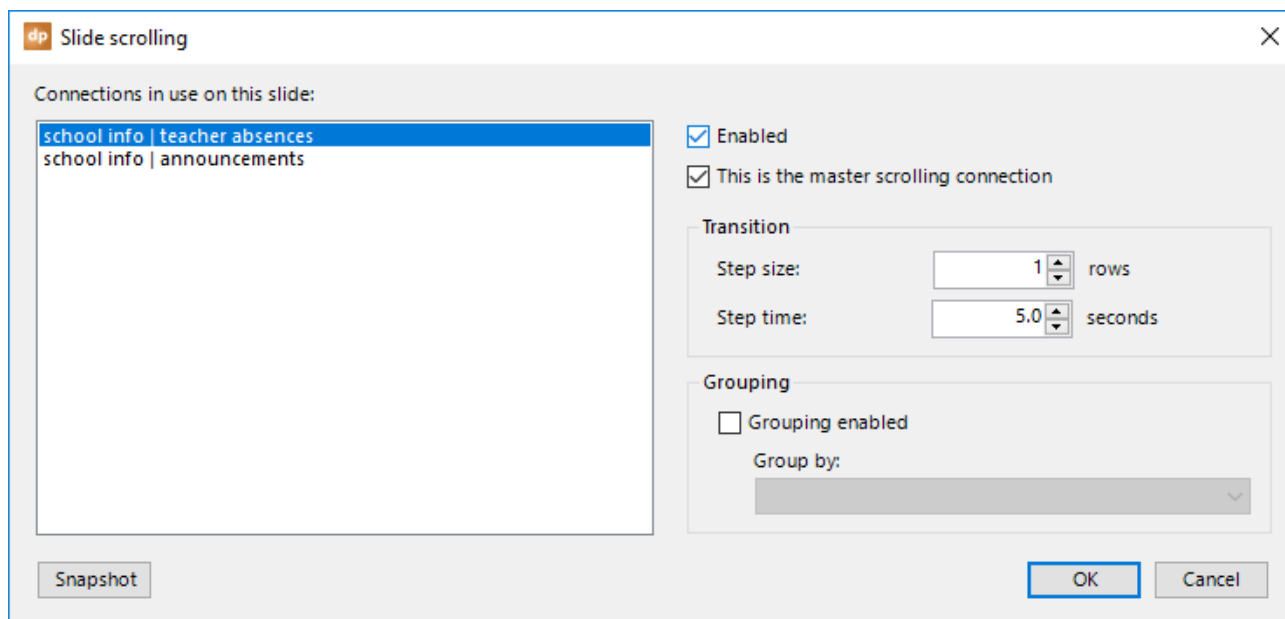 dp Slide scrolling
Connections in use on this slide:
school info | teacher absences
school info | announcements
Enabled
This is the master scrolling connection
Transition
Step size: 1 rows
Step time: 5.0 seconds
Grouping
Grouping enabled
Group by:
Snapshot OK Cancel